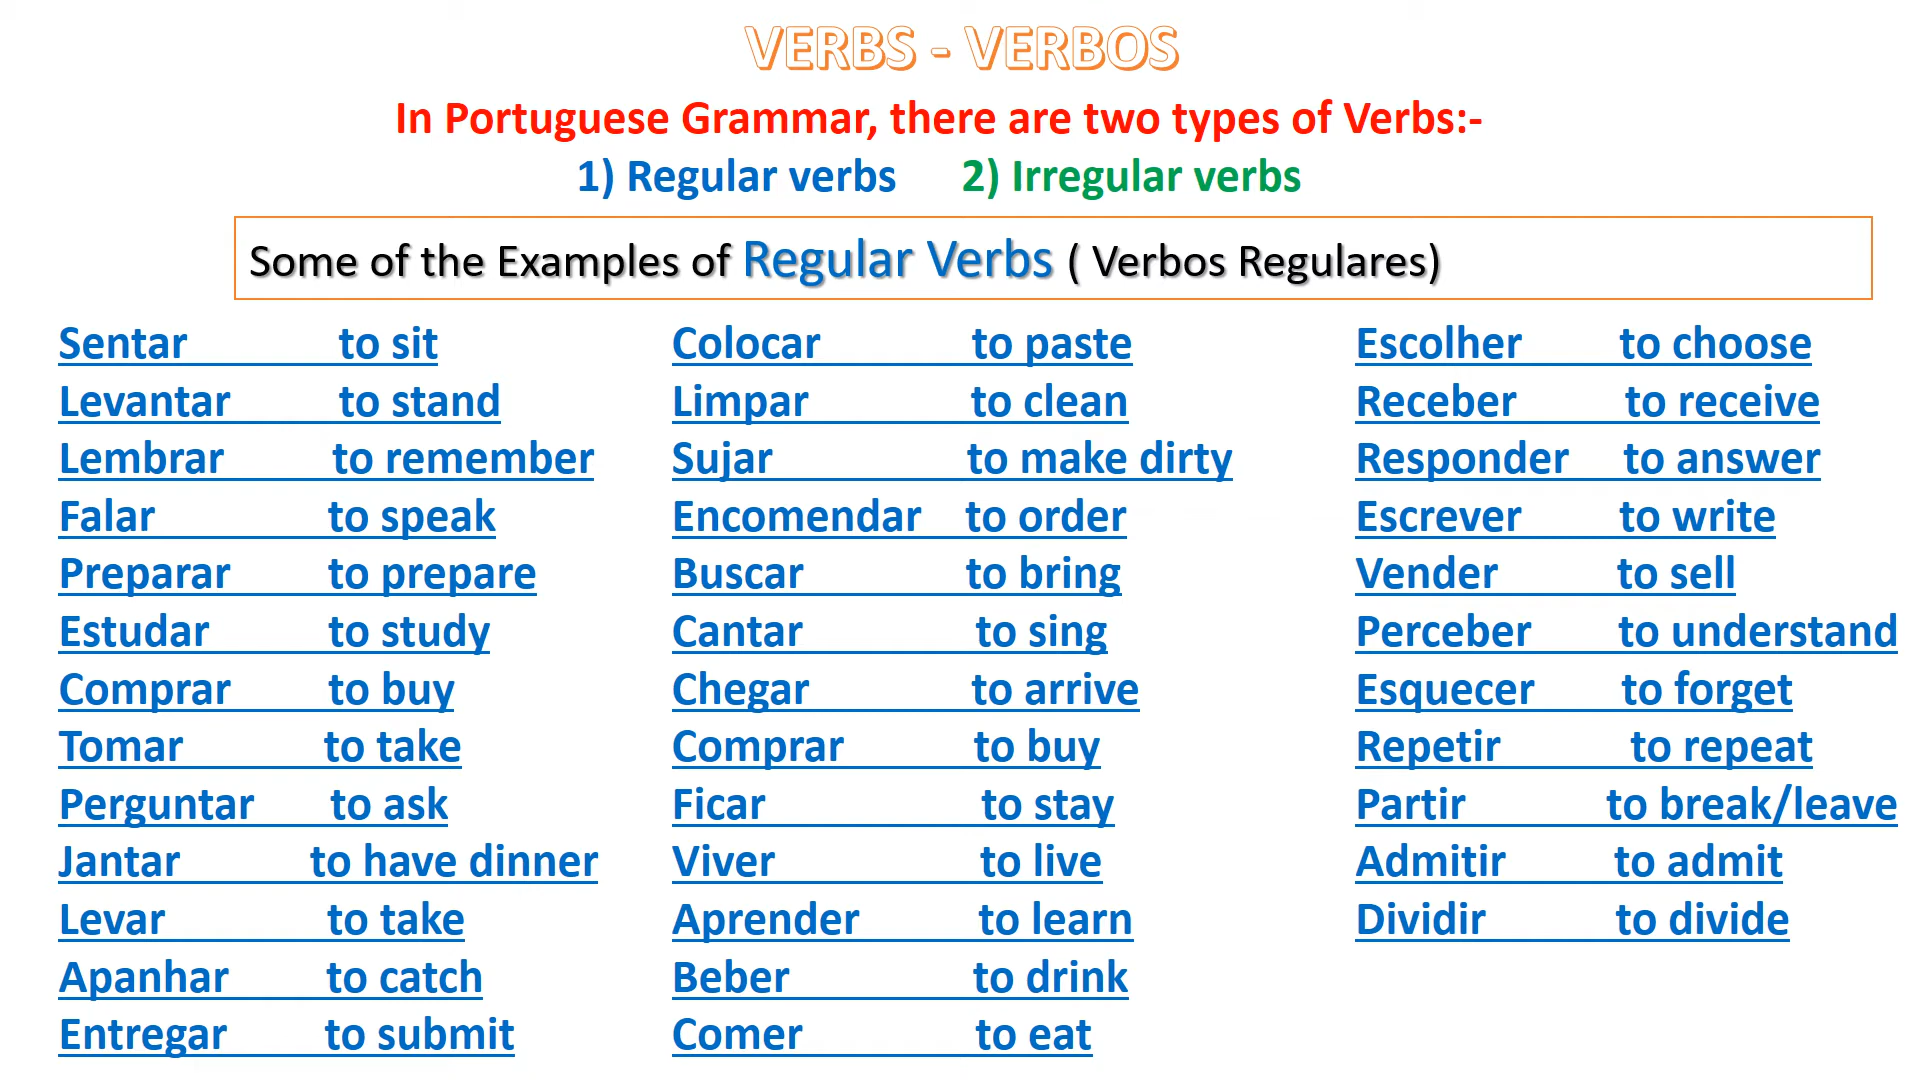 VERBS - VERBOS
In Portuguese Grammar, there are two types of Verbs:-
1) Regular verbs 2) Irregular verbs
Some of the Examples of Regular Verbs ( Verbos Regulares)
Sentar to sit
Levantar to stand
Lembrar to remember
Falar to speak
Preparar to prepare
Estudar to study
Comprar to buy
Tomar to take
Perguntar to ask
Jantar to have dinner
Levar to take
Apanhar to catch
Entregar to submit
Colocar to paste
Limpar to clean
Sujar to make dirty
Encomendar to order
Buscar to bring
Cantar to sing
Chegar to arrive
Comprar to buy
Ficar to stay
Viver to live
Aprender to learn
Beber to drink
Comer to eat
Escolher to choose
Receber to receive
Responder to answer
Escrever to write
Vender to sell
Perceber to understand
Esquecer to forget
Repetir to repeat
Partir to break/leave
Admitir to admit
Dividir to divide